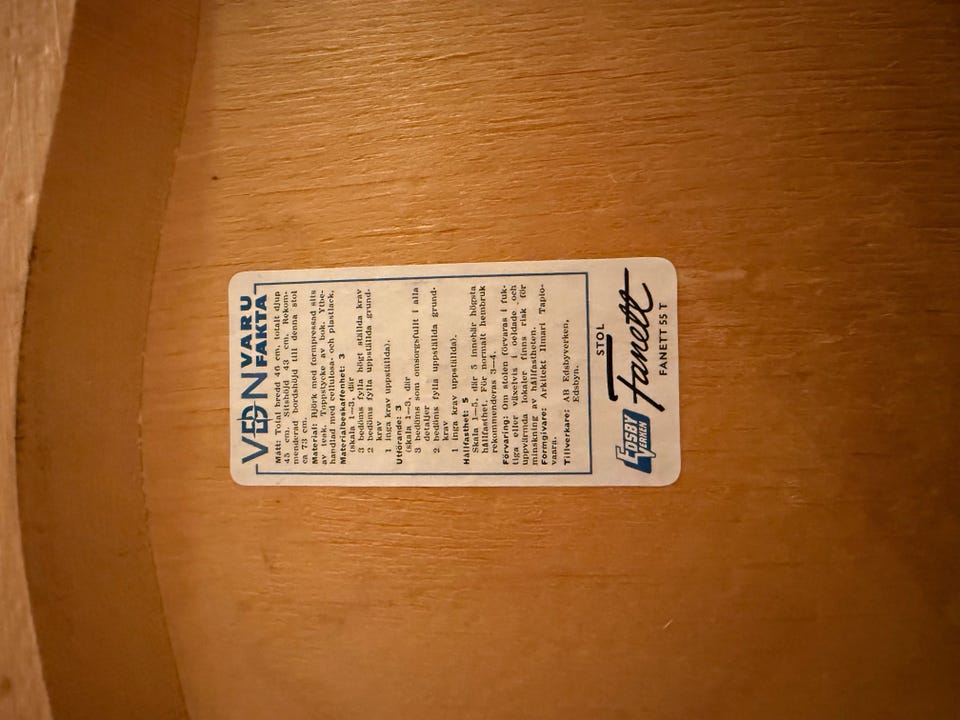 VDN VARU
FAKTA
Mått: Total bredd 46 cm, totalt djup
45 cm. Sitshöjd 43 cm. Rekom-
menderad bordshöjd till denna stol
ca 73 cm.
Material: Björk med formpressad sits
av teak. Toppstycke av bok. Ytbe-
handlad med cellulosa- och plastlack.
Materialbeskaffenhet: 3
(skala 1—3, där
3 bedöms fylla högt ställda krav
2 bedöms fylla uppställda grund-
krav
1 inga krav uppställda).
Utförande: 3
(skala 1—3, där
3 bedöms som omsorgsfullt i alla
detaljer
2 bedöms fylla uppställda grund-
krav
1 inga krav uppställda).
Hållfasthet: 5
Skala 1—5, där 5 innebär högsta
hållfasthet. För normalt hembruk
rekommenderas 3—4.
Förvaring: Om stolen förvaras i fuk-
tiga eller växelvis i oeldade och
uppvärmda lokaler finns risk för
minskning av hållfastheten.
Formgivare: Arkitekt Ilmari Tapio-
vaara.
Tillverkare: AB Edsbyverken,
Edsbyn.
EDSBY
VERKEN
STOL
Fanett
FANETT 55 T